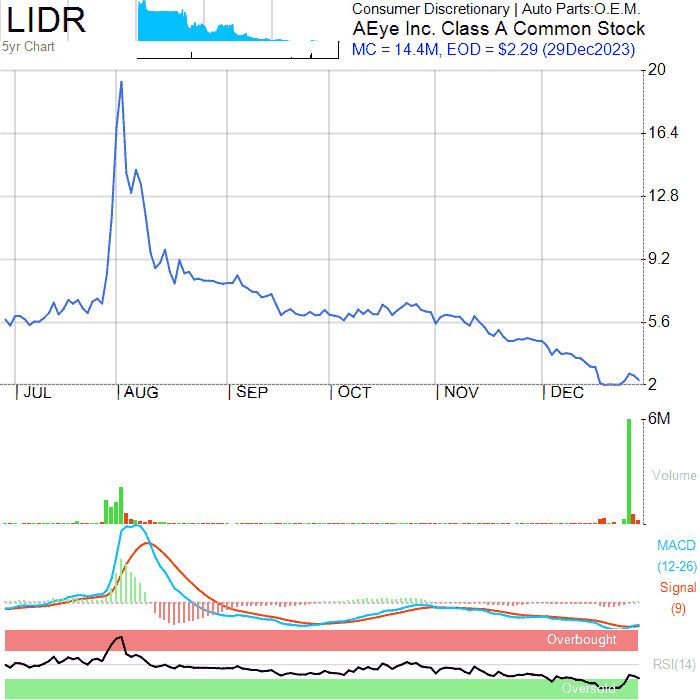 LIDR
5yr Chart
Consumer Discretionary | Auto Parts:O.E.M.
AEye Inc. Class A Common Stock
MC = 14.4M, EOD = $2.29 (29Dec2023)
20
16.4
12.8
9.2
5.6
2
JUL AUG SEP OCT NOV DEC
6M
Volume
MACD
(12-26)
Signal
(9)
Overbought
RSI(14)
Oversold